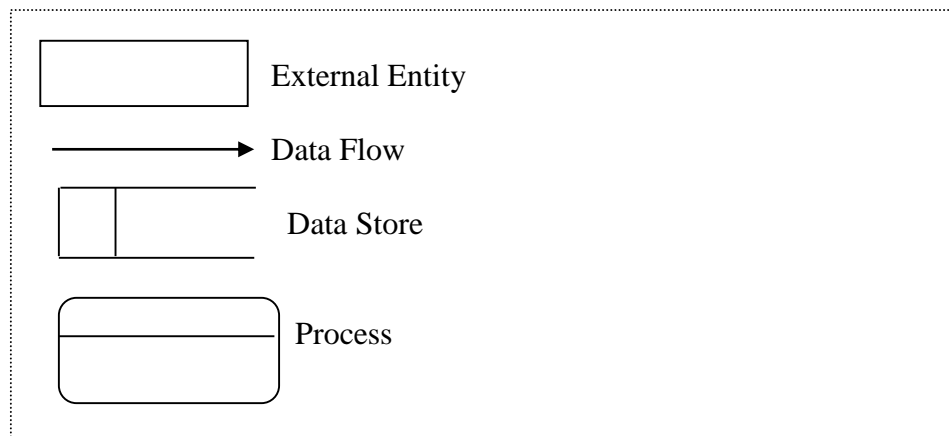 External Entity
Data Flow
Data Store
Process